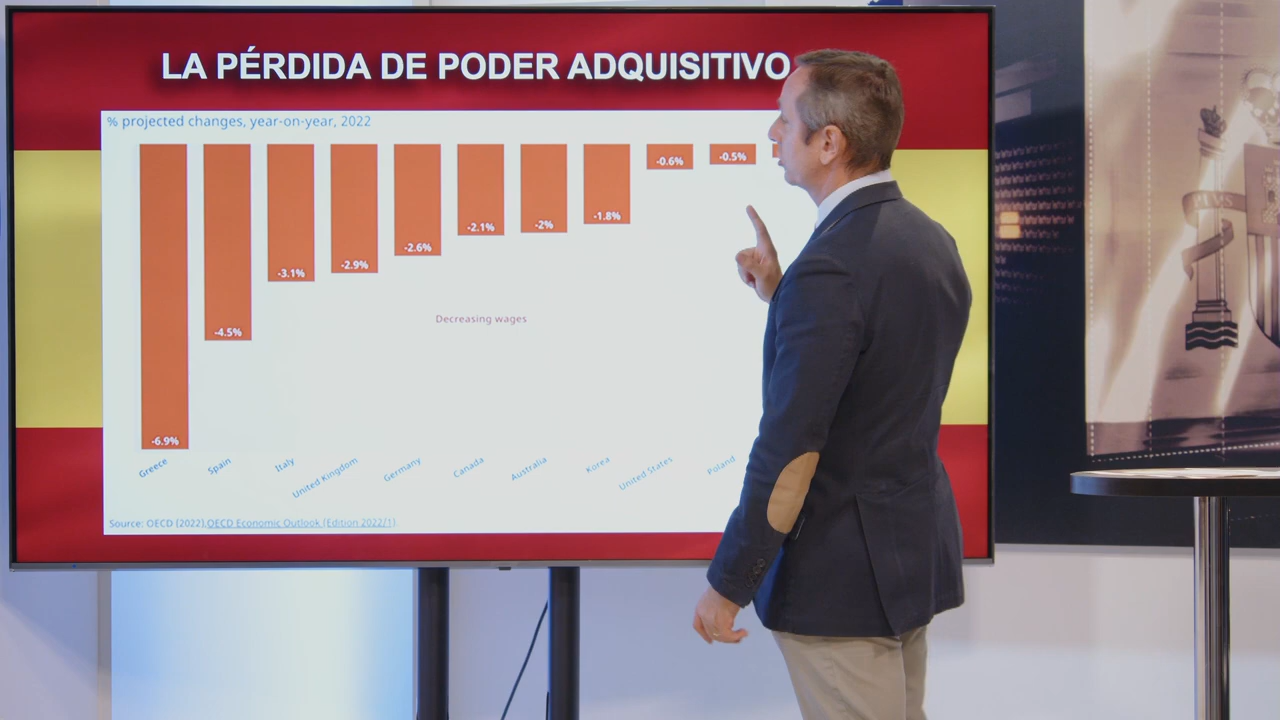 LA PÉRDIDA DE PODER ADQUISITIVO
% projected changes, year-on-year, 2022
-6.9%
-4.5%
-3.1%
-2.9%
-2.6%
-2.1%
-2%
-1.8%
-0.6%
-0.5%
Decreasing wages
Greece
Spain
Italy
United Kingdom
Germany
Canada
Australia
Korea
United States
Poland
Source: OECD (2022),OECD Economic Outlook (Edition 2022/1).